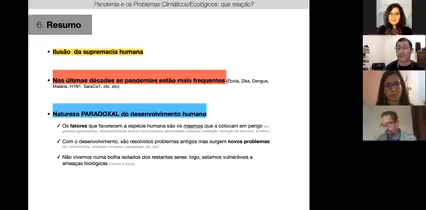 Pandemia e os Problemas Climáticos/Ecológicos: que relação?
6. Resumo
• Ilusão da supremacia humana
• Nas últimas décadas as pandemias estão mais frequentes (Ebola, Zika, Dengue,
Malária, H1N1, SarsCo1, etc, etc)
• Natureza PARADOXAL do desenvolvimento humano
✓ Os fatores que favorecem a espécie humana são os mesmos que a colocam em perigo
✓ Com o desenvolvimento, são resolvidos problemas antigos mas surgem novos problemas
✓ Não vivemos numa bolha isolados dos restantes seres: logo, estamos vulneráveis a
ameaças biológicas